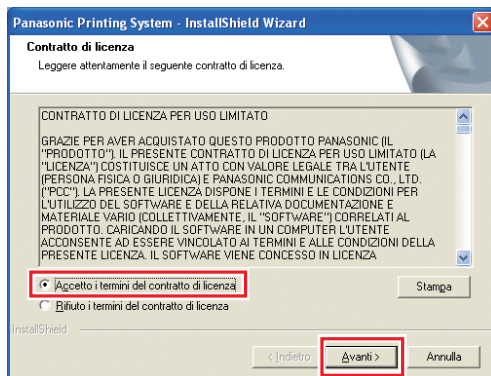 Panasonic Printing System - InstallShield Wizard
Contratto di licenza
Leggere attentamente il seguente contratto di licenza.
CONTRATTO DI LICENZA PER USO LIMITATO
GRAZIE PER AVER ACQUISTATO QUESTO PRODOTTO PANASONIC (IL
"PRODOTTO"). IL PRESENTE CONTRATTO DI LICENZA PER USO LIMITATO (LA
"LICENZA") COSTITUISCE UN ATTO CON VALORE LEGALE TRA L'UTENTE
(PERSONA FISICA O GIURIDICA) E PANASONIC COMMUNICATIONS CO., LTD.
("PCC"). LA PRESENTE LICENZA DISPONE I TERMINI E LE CONDIZIONI PER
L'UTILIZZO DEL SOFTWARE E DELLA RELATIVA DOCUMENTAZIONE E
MATERIALE VARIO (COLLETTIVAMENTE, IL "SOFTWARE") CORRELATI AL
PRODOTTO. CARICANDO IL SOFTWARE IN UN COMPUTER L'UTENTE
ACCONSENTE AD ESSERE VINCOLATO AI TERMINI E ALLE CONDIZIONI DELLA
PRESENTE LICENZA. IL SOFTWARE VIENE CONCESSO IN LICENZA
Accetto i termini del contratto di licenza
Stampa
Rifiuto i termini del contratto di licenza
InstallShield
< Indietro
Avanti >
Annulla